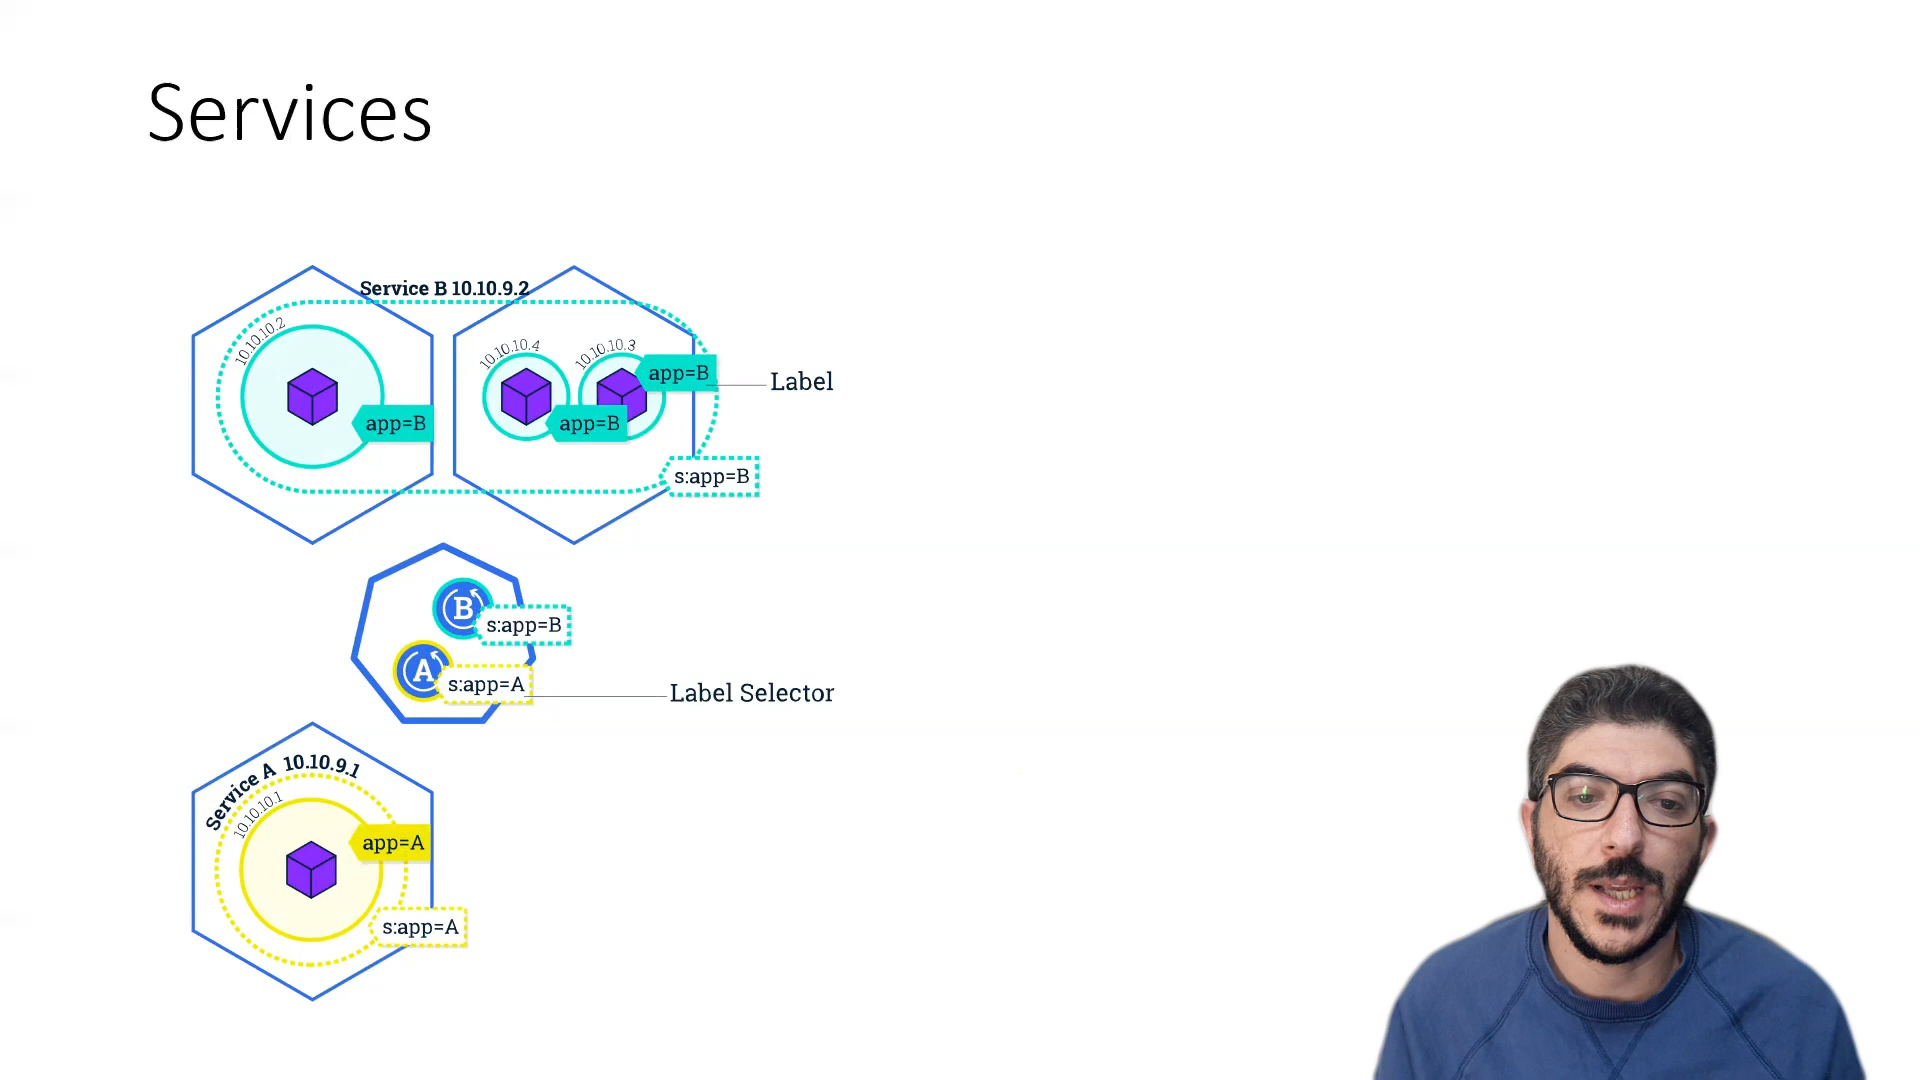 Services
Service B 10.10.9.2
10.10.10.2
10.10.10.4
10.10.10.3
app=B
Label
app=B
app=B
s:app=B
B
s:app=B
A
s:app=A
Label Selector
Service A 10.10.9.1
10.10.10.1
app=A
s:app=A